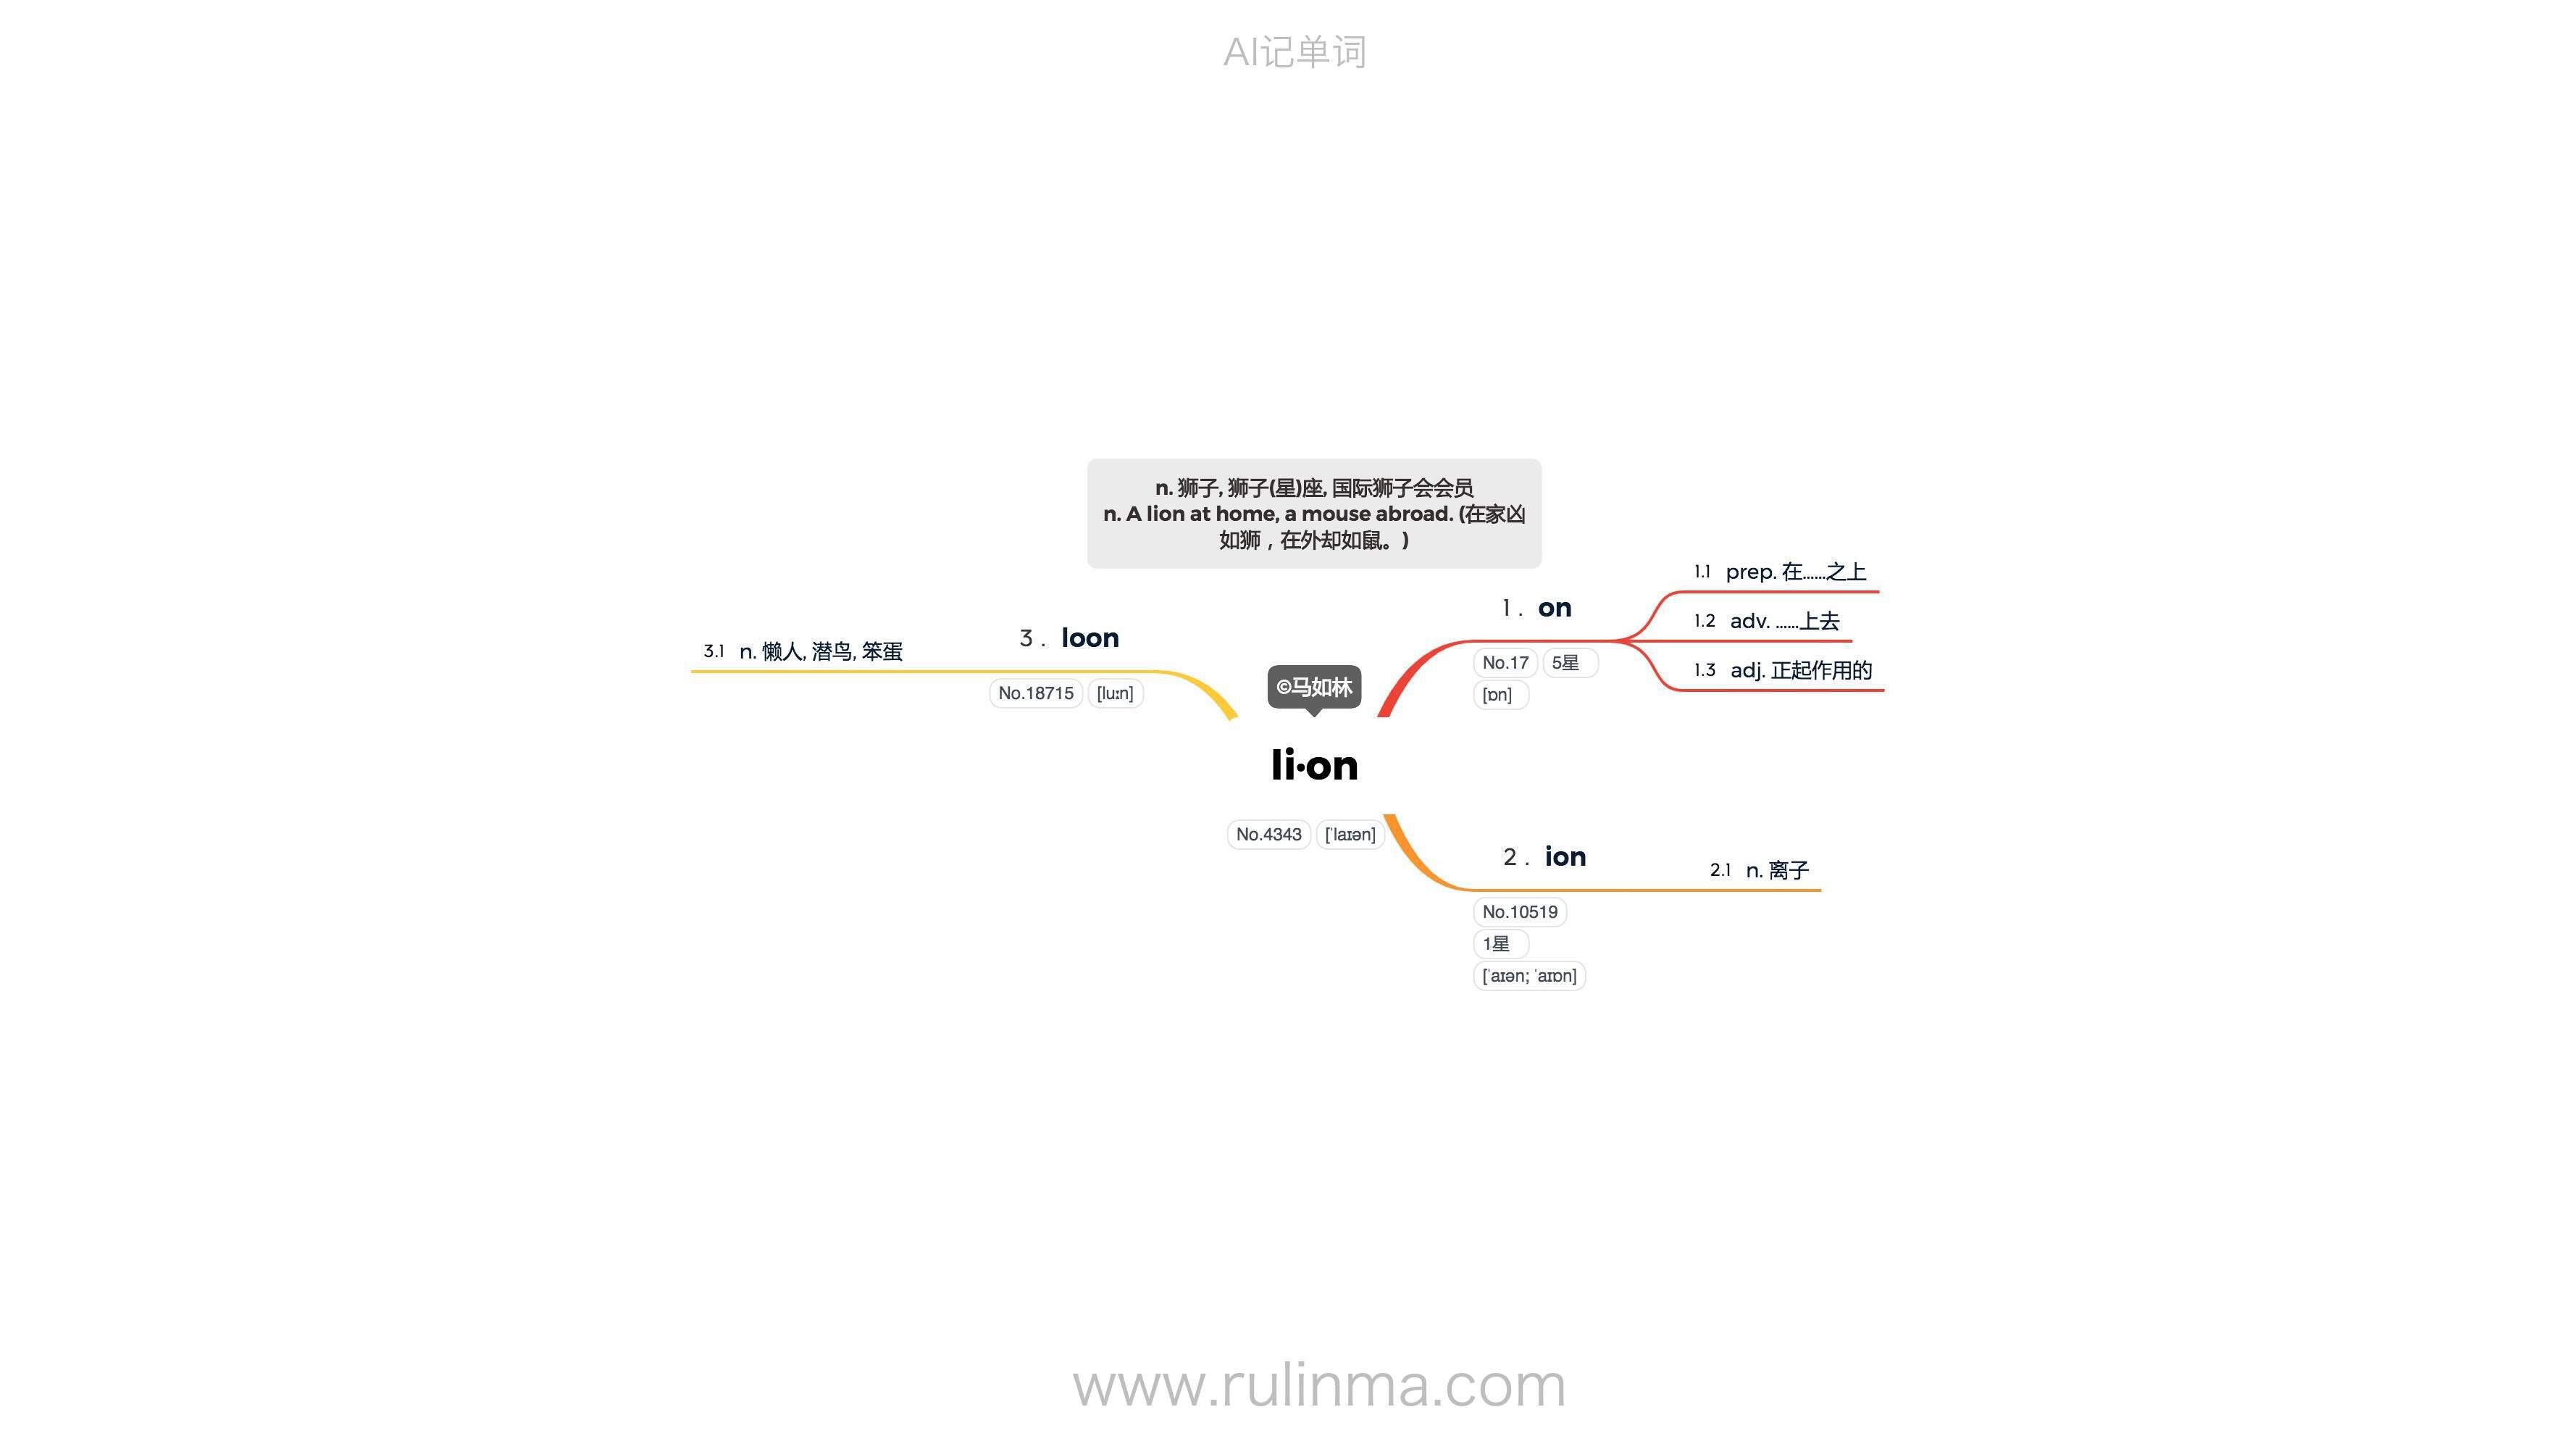 AI记单词
n. 狮子, 狮子(星)座, 国际狮子会会员
n. A lion at home, a mouse abroad. (在家凶
如狮，在外却如鼠。)
©马如林
li·on
No.4343 [ˈlaɪən]
1. on
No.17 5星
[ɒn]
1.1 prep. 在……之上
1.2 adv. ……上去
1.3 adj. 正起作用的
2. ion
No.10519
1星
[ˈaɪən; ˈaɪɒn]
2.1 n. 离子
3. loon
No.18715 [luːn]
3.1 n. 懒人, 潜鸟, 笨蛋
www.rulinma.com